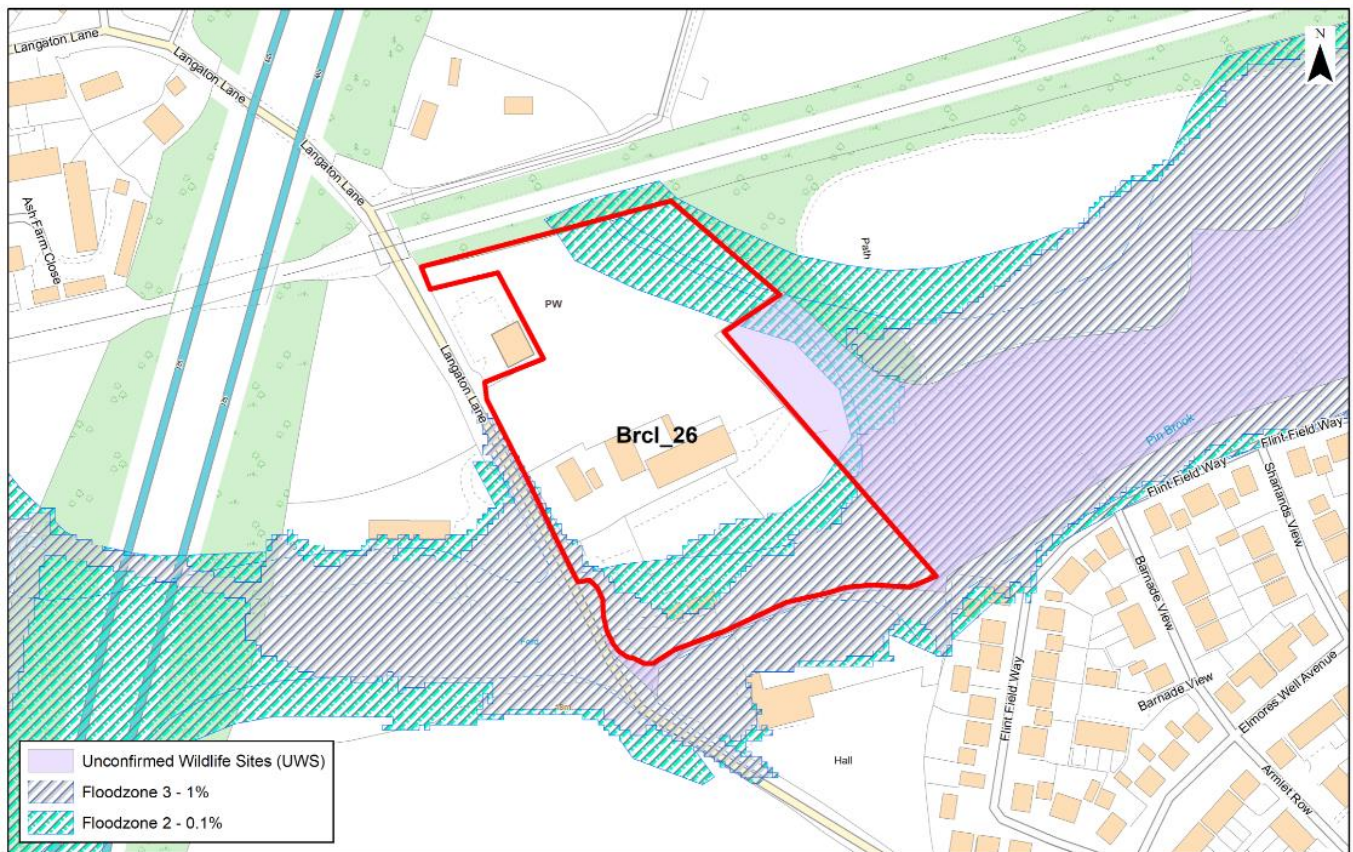 Langaton Lane
Langaton Lane
Langaton Lane
N
Ash Farm Close
Path
PW
Langaton Lane
Brcl_26
Pin Brook
Flint Field Way
Flint Field Way
Sharlands View
Barnade View
Ford
Flint Field Way
Barnade View
Elmores Well Avenue
Hall
Armlet Row
Unconfirmed Wildlife Sites (UWS)
Floodzone 3 - 1%
Floodzone 2 - 0.1%